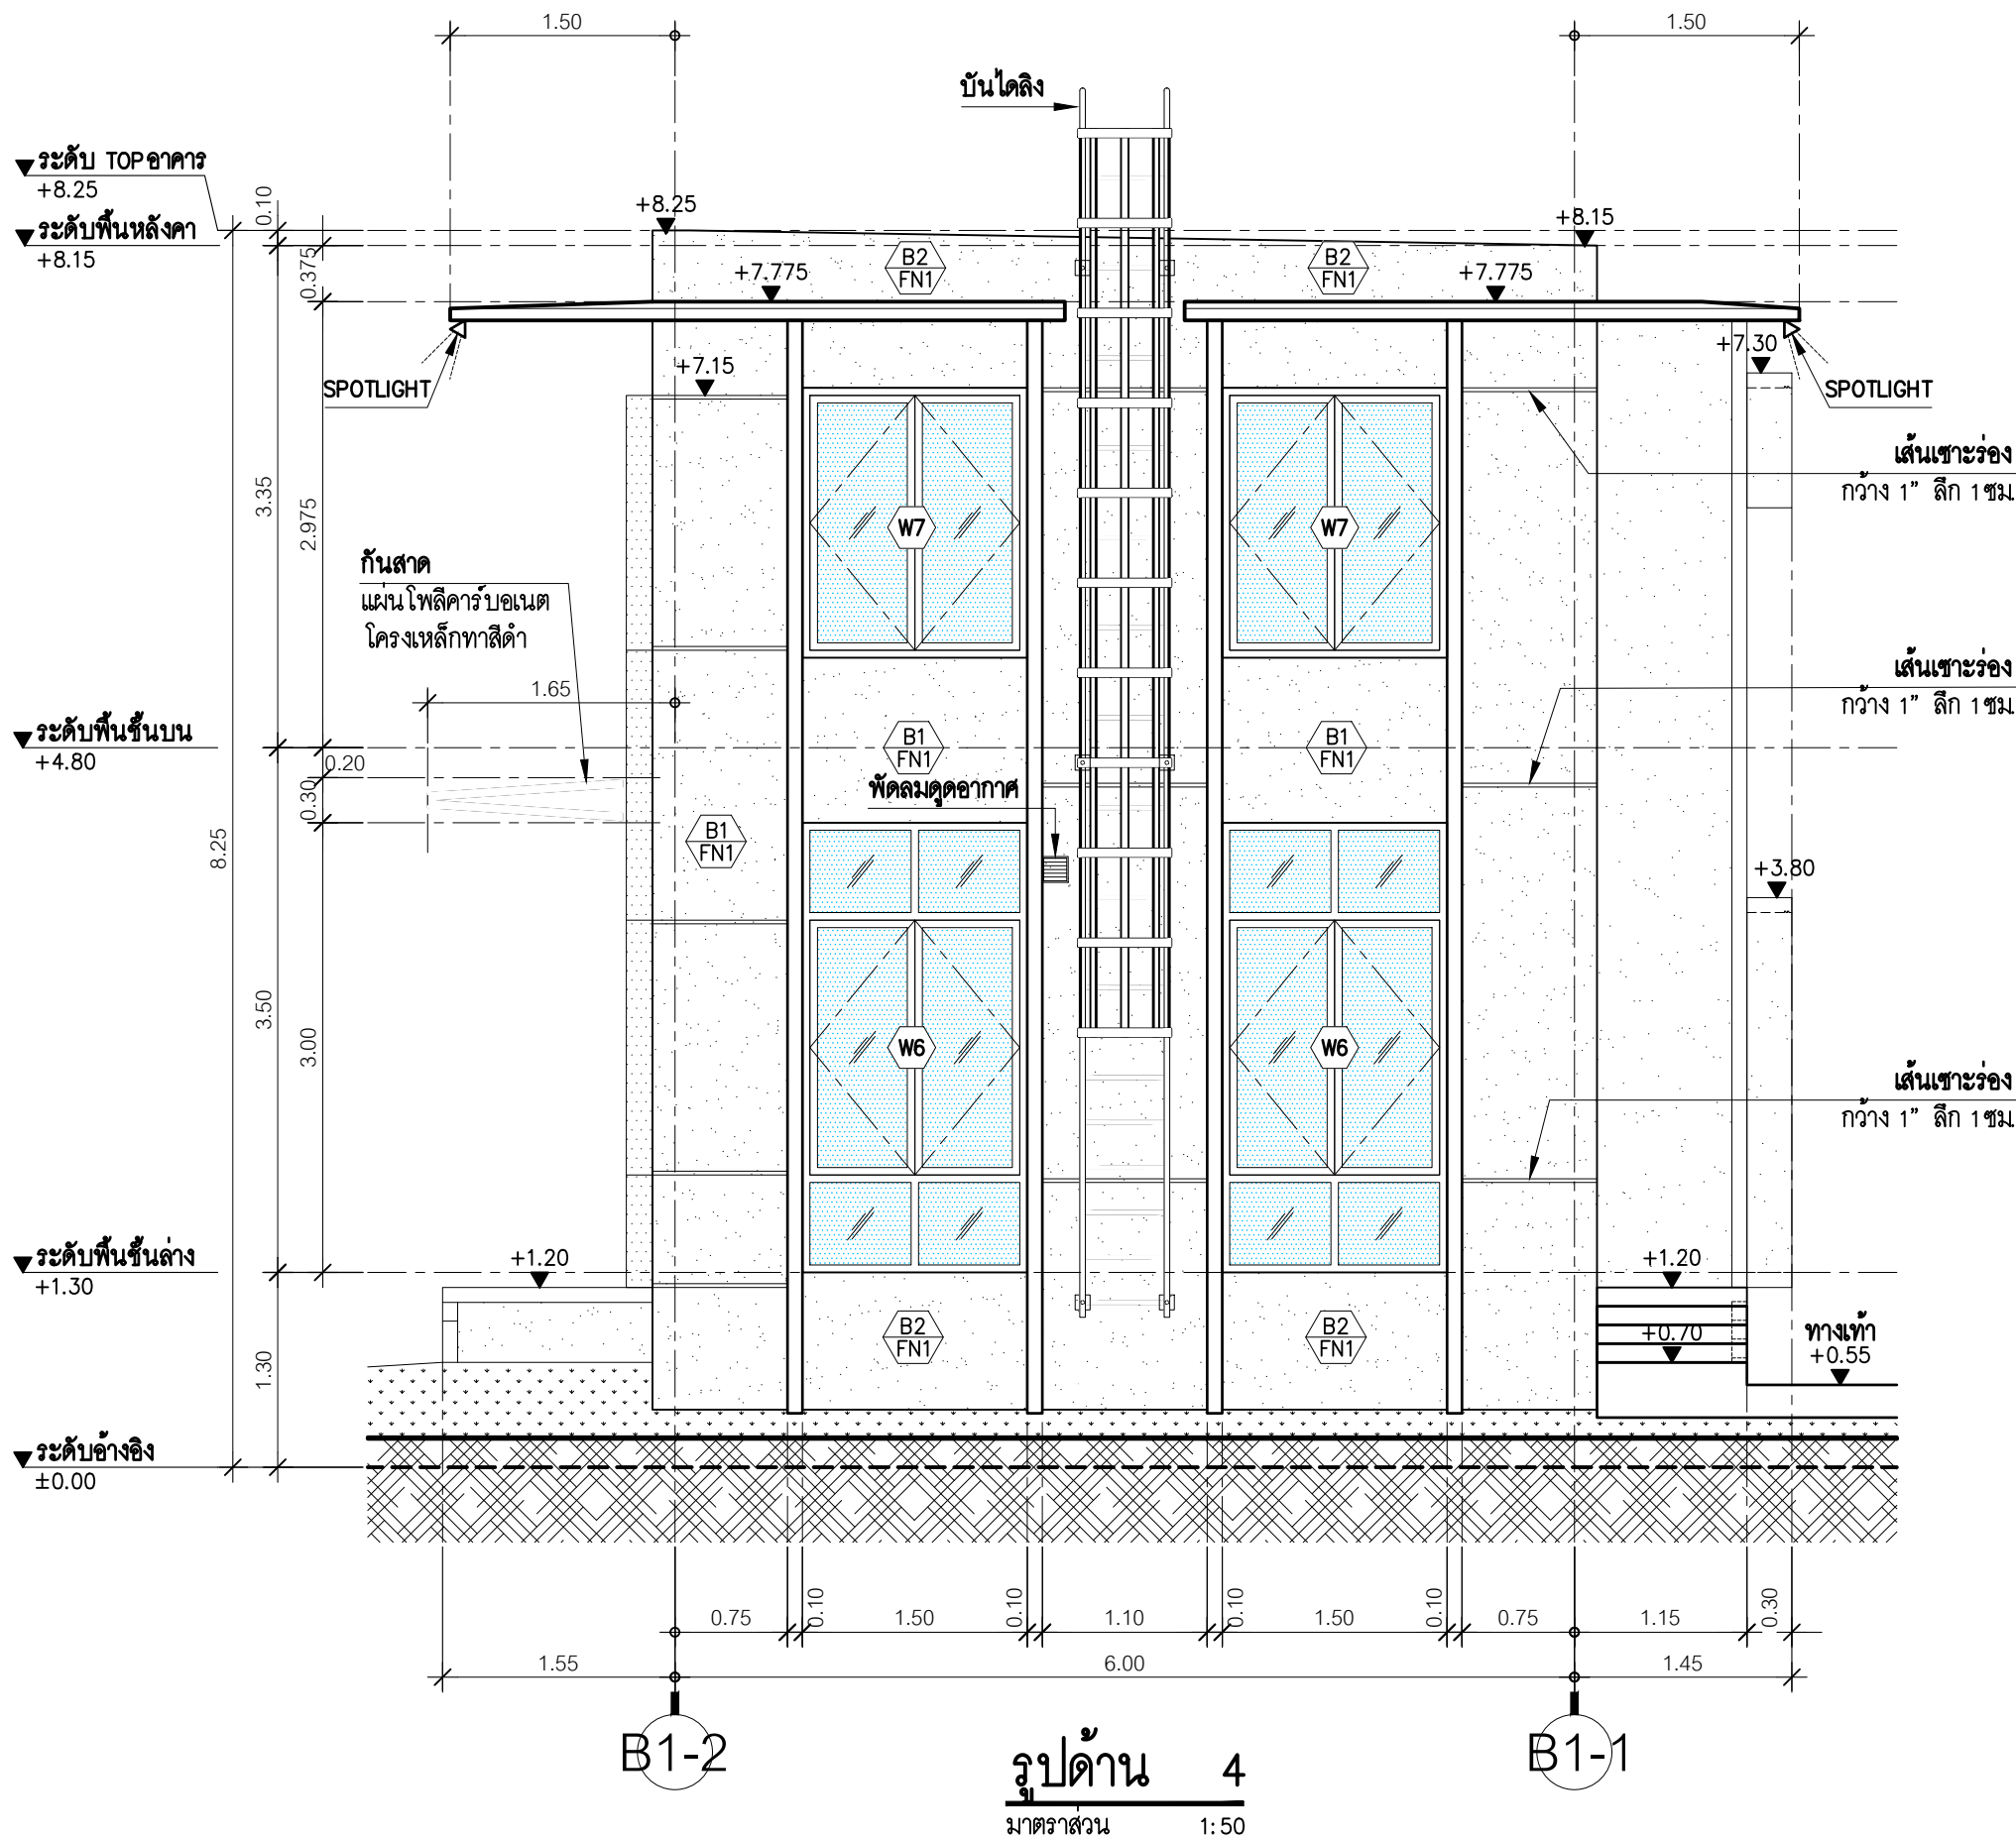 1.50
1.50
บันไดลิง
ระดับ TOPอาคาร
+8.25
0.10
+8.25
+8.15
ระดับพื้นหลังคา
+8.15
0.375
B2
FN1
B2
FN1
+7.775
+7.775
+7.30
SPOTLIGHT
+7.15
SPOTLIGHT
เส้นเซาะร่อง
กว้าง 1" ลึก 1ซม.
3.35
2.975
W7
W7
กันสาด
แผ่นโพลีคาร์บอเนต
โครงเหล็กทาสีดำ
เส้นเซาะร่อง
กว้าง 1" ลึก 1ซม.
1.65
ระดับพื้นชั้นบน
+4.80
0.20
0.30
B1
FN1
B1
FN1
พัดลมดูดอากาศ
8.25
B1
FN1
+3.80
3.50
3.00
W6
W6
เส้นเซาะร่อง
กว้าง 1" ลึก 1ซม.
ระดับพื้นชั้นล่าง
+1.30
+1.20
+1.20
1.30
B2
FN1
B2
FN1
+0.70
ทางเท้า
+0.55
ระดับอ้างอิง
±0.00
0.75
0.10
1.50
0.10
1.10
0.10
1.50
0.10
0.75
1.15
0.30
1.55
6.00
1.45
B1-2
B1-1
รูปด้าน 4
มาตราส่วน 1:50